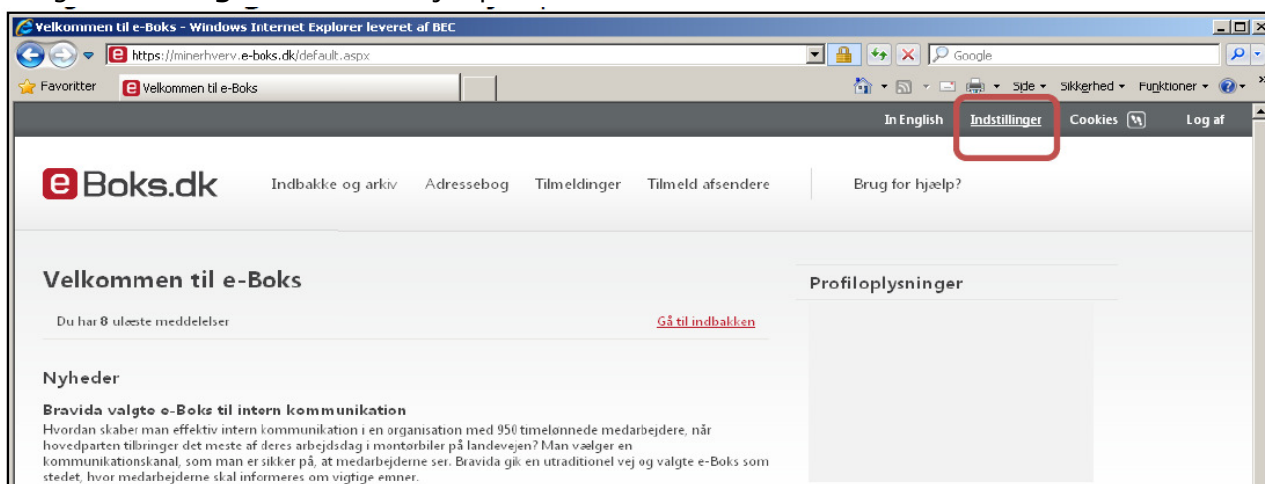 Velkommen til e-Boks - Windows Internet Explorer leveret af BEC
https://minerhverv.e-boks.dk/default.aspx
Google
Favoritter
Velkommen til e-Boks
Side
Sikkerhed
Funktioner
In English
Indstillinger
Cookies
Log af
e Boks.dk
Indbakke og arkiv
Adressebog
Tilmeldinger
Tilmeld afsendere
Brug for hjælp?
Velkommen til e-Boks
Profiloplysninger
Du har 8 ulæste meddelelser
Gå til indbakken
Nyheder
Bravida valgte e-Boks til intern kommunikation
Hvordan skaber man effektiv intern kommunikation i en organisation med 950 timelønnede medarbejdere, når
hovedparten tilbringer det meste af deres arbejdsdag i montørbiler på landevejen? Man vælger en
kommunikationskanal, som man er sikker på, at medarbejderne ser. Bravida gik en utraditionel vej og valgte e-Boks som
stedet, hvor medarbejderne skal informeres om vigtige emner.